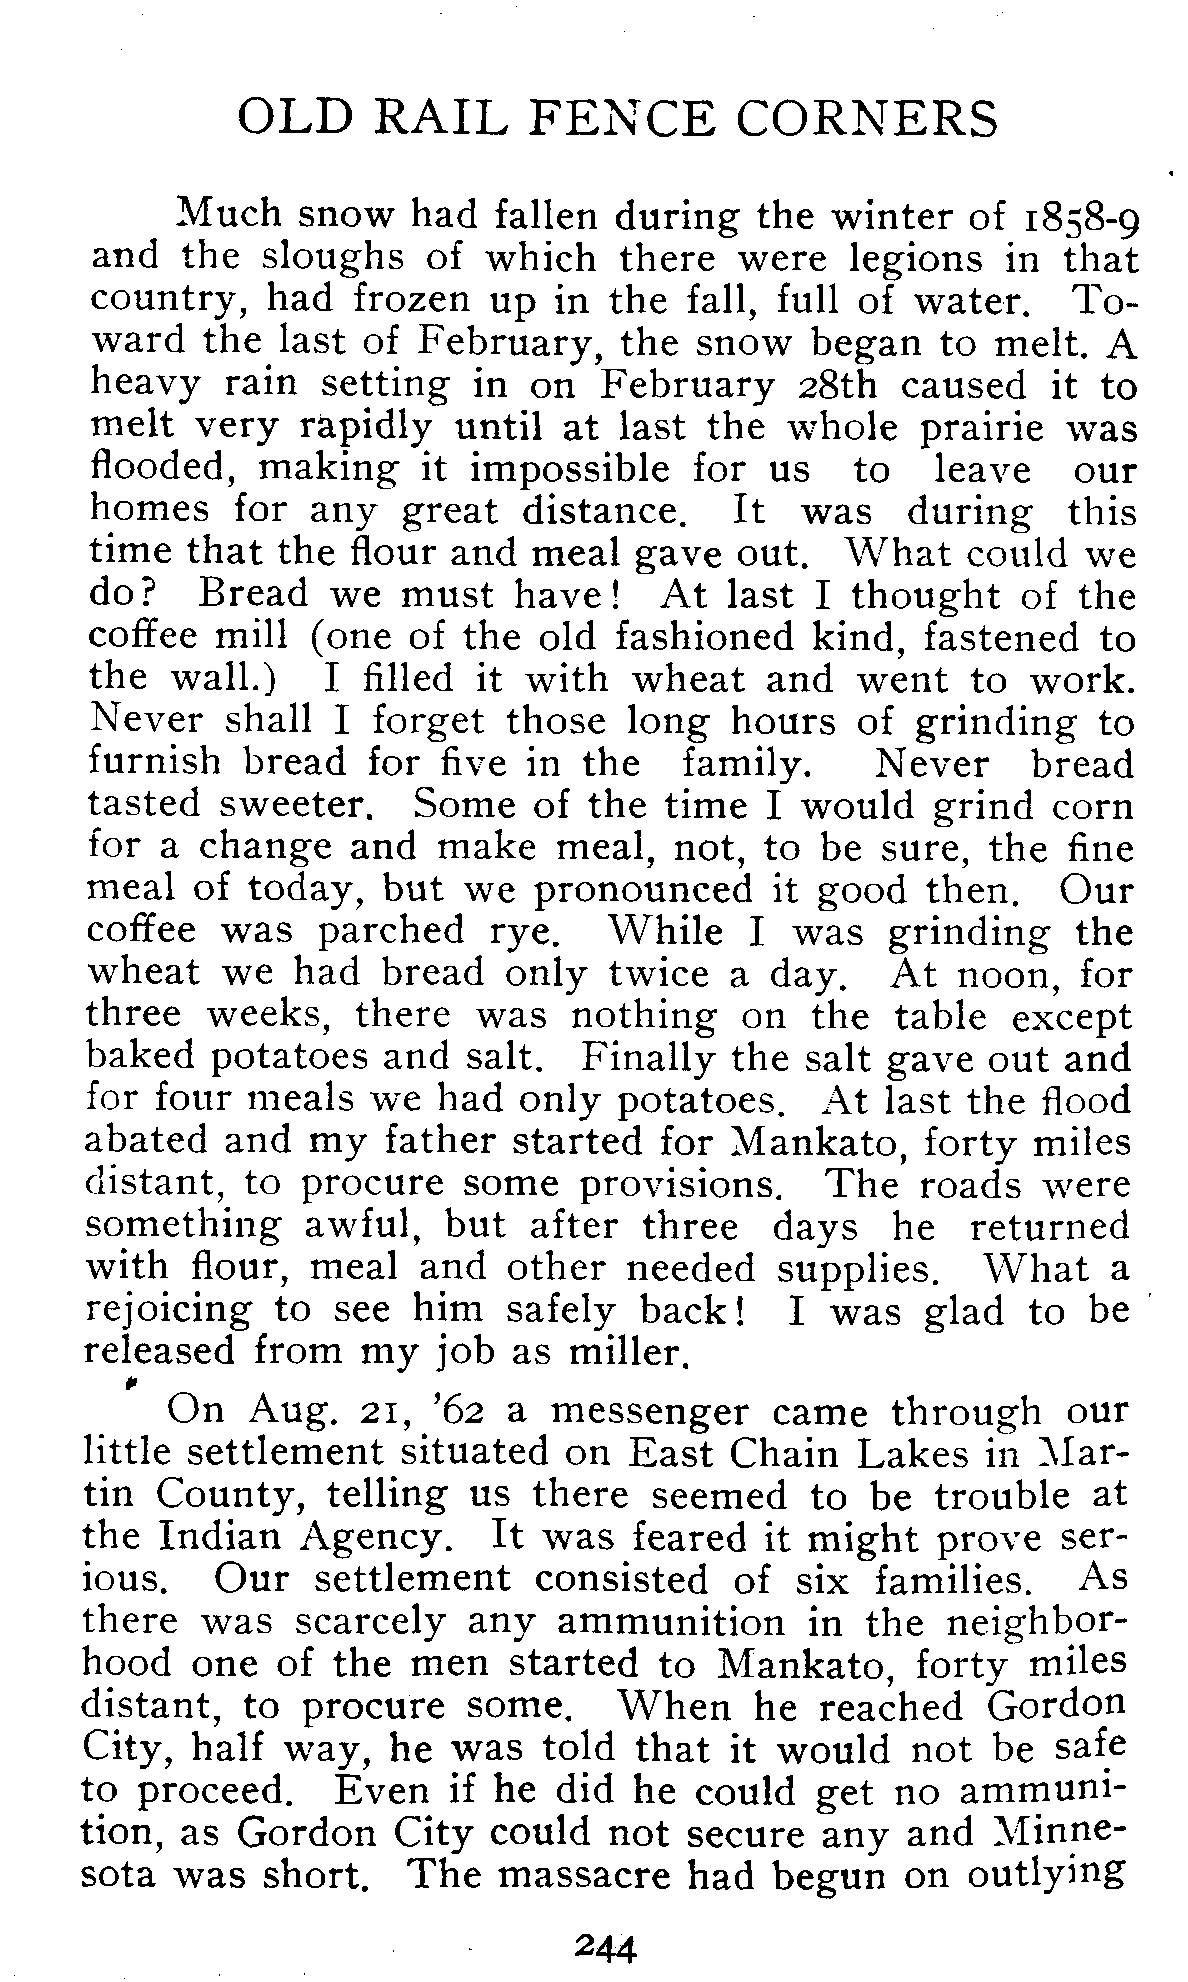 OLD RAIL FENCE CORNERS
Much snow had fallen during the winter of 1858-9
and the sloughs of which there were legions in that
country, had frozen up in the fall, full of water. To-
ward the last of February, the snow began to melt. A
heavy rain setting in on February 28th caused it to
melt very rapidly until at last the whole prairie was
flooded, making it impossible for us to leave our
homes for any great distance. It was during this
time that the flour and meal gave out. What could we
do? Bread we must have! At last I thought of the
coffee mill (one of the old fashioned kind, fastened to
the wall.) I filled it with wheat and went to work.
Never shall I forget those long hours of grinding to
furnish bread for five in the family. Never bread
tasted sweeter. Some of the time I would grind corn
for a change and make meal, not, to be sure, the fine
meal of today, but we pronounced it good then. Our
coffee was parched rye. While I was grinding the
wheat we had bread only twice a day. At noon, for
three weeks, there was nothing on the table except
baked potatoes and salt. Finally the salt gave out and
for four meals we had only potatoes. At last the flood
abated and my father started for Mankato, forty miles
distant, to procure some provisions. The roads were
something awful, but after three days he returned
with flour, meal and other needed supplies. What a
rejoicing to see him safely back! I was glad to be
released from my job as miller.
On Aug. 21, '62 a messenger came through our
little settlement situated on East Chain Lakes in Mar-
tin County, telling us there seemed to be trouble at
the Indian Agency. It was feared it might prove ser-
ious. Our settlement consisted of six families. As
there was scarcely any ammunition in the neighbor-
hood one of the men started to Mankato, forty miles
distant, to procure some. When he reached Gordon
City, half way, he was told that it would not be safe
to proceed. Even if he did he could get no ammuni-
tion, as Gordon City could not secure any and Minne-
sota was short. The massacre had begun on outlying
244